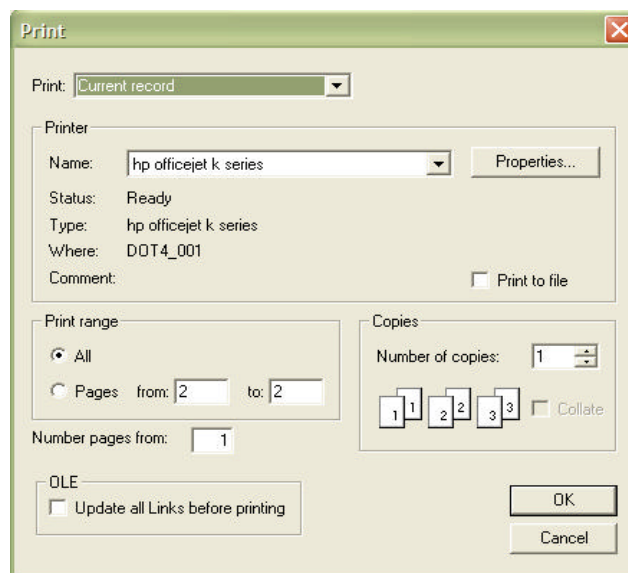 Print
Print: Current record
Printer
Name: hp officejet k series Properties...
Status: Ready
Type: hp officejet k series
Where: DOT4_001
Comment: Print to file
Print range
All
Pages from: 2 to: 2
Copies
Number of copies: 1
1 1 2 2 3 3 Collate
Number pages from: 1
OLE
Update all Links before printing
OK
Cancel